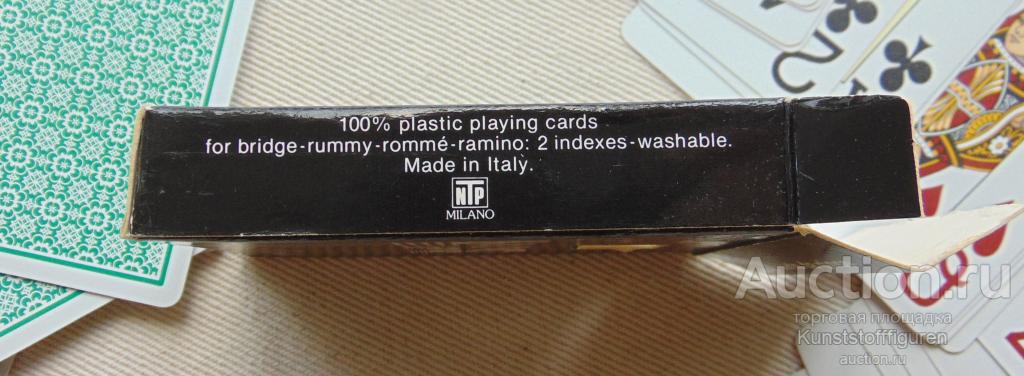 100% plastic playing cards
for bridge-rummy-rommé-ramino: 2 indexes-washable.
Made in Italy.
NTP
MILANO
2
Auction.ru
торговая площадка
Kunststofffiguren
auction.ru